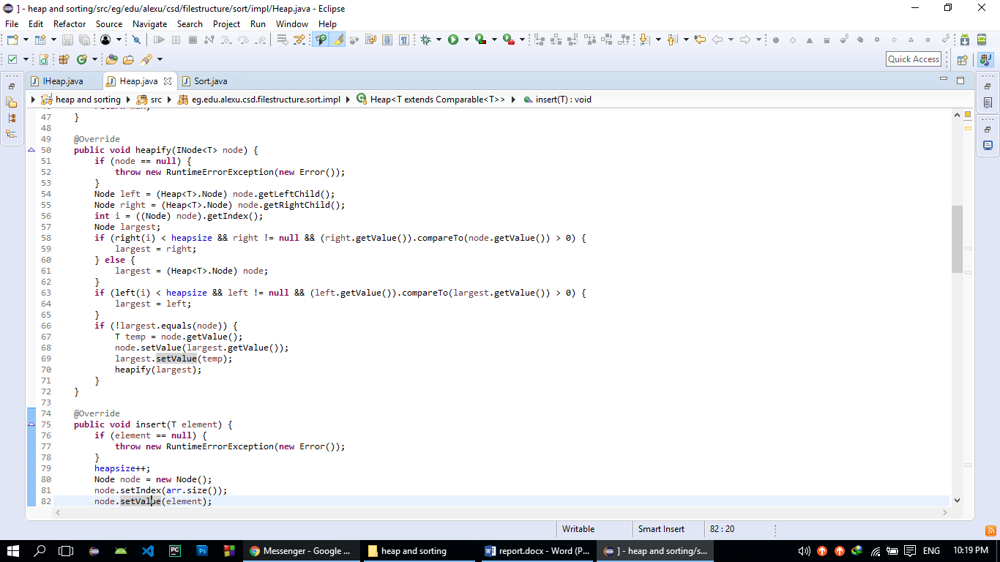 ] - heap and sorting/src/eg/edu/alexu/csd/filestructure/sort/impl/Heap.java - Eclipse
File Edit Refactor Source Navigate Search Project Run Window Help
Quick Access
IHeap.java Heap.java Sort.java
heap and sorting src eg.edu.alexu.csd.filestructure.sort.impl Heap<T extends Comparable<T>> insert(T) : void
47 }
48
49 @Override
50 public void heapify(INode<T> node) {
51 if (node == null) {
52 throw new RuntimeErrorException(new Error());
53 }
54 Node left = (Heap<T>.Node) node.getLeftChild();
55 Node right = (Heap<T>.Node) node.getRightChild();
56 int i = ((Node) node).getIndex();
57 Node largest;
58 if (right(i) < heapsize && right != null && (right.getValue()).compareTo(node.getValue()) > 0) {
59 largest = right;
60 } else {
61 largest = (Heap<T>.Node) node;
62 }
63 if (left(i) < heapsize && left != null && (left.getValue()).compareTo(largest.getValue()) > 0) {
64 largest = left;
65 }
66 if (!largest.equals(node)) {
67 T temp = node.getValue();
68 node.setValue(largest.getValue());
69 largest.setValue(temp);
70 heapify(largest);
71 }
72 }
73
74 @Override
75 public void insert(T element) {
76 if (element == null) {
77 throw new RuntimeErrorException(new Error());
78 }
79 heapsize++;
80 Node node = new Node();
81 node.setIndex(arr.size());
82 node.setValue(element);
Writable Smart Insert 82 : 20
Messenger - Google ... heap and sorting report.docx - Word (P... ] - heap and sorting/s... ENG 10:19 PM